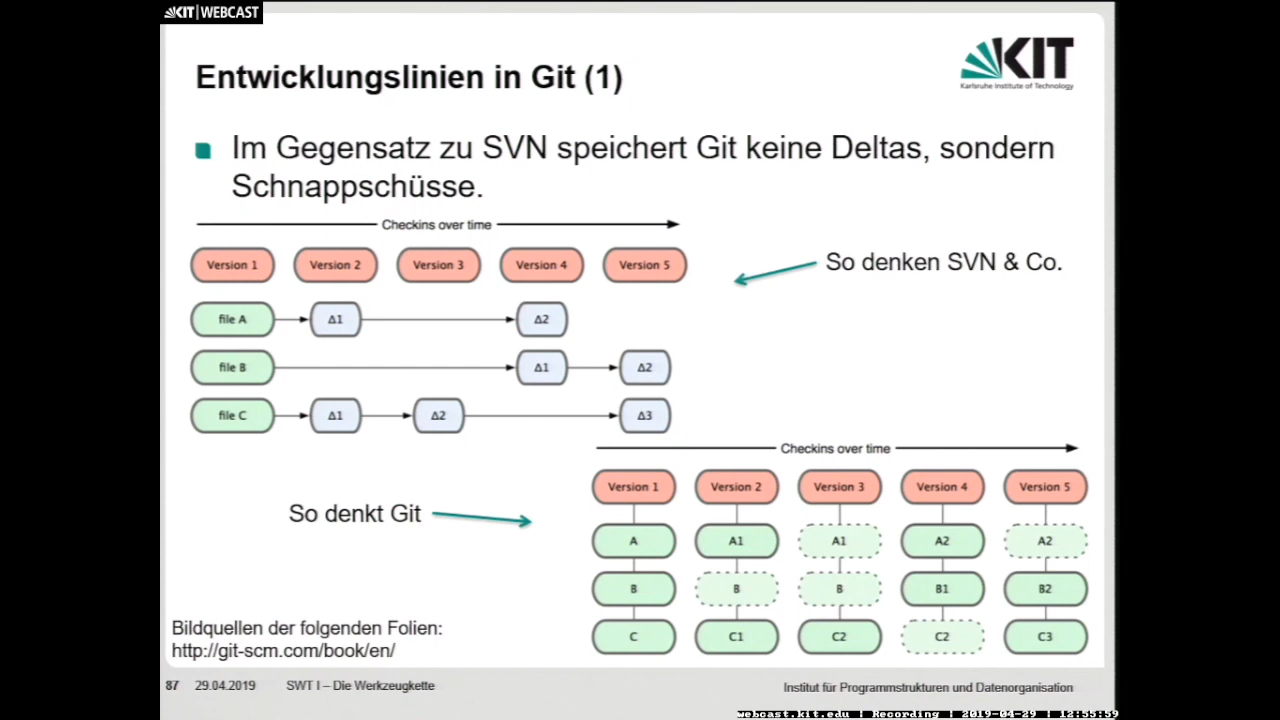 KIT | WEBCAST
Entwicklungslinien in Git (1)
KIT
Karlsruhe Institute of Technology
Im Gegensatz zu SVN speichert Git keine Deltas, sondern
Schnappschüsse.
Checkins over time
Version 1 Version 2 Version 3 Version 4 Version 5
So denken SVN & Co.
file A Δ1 Δ2
file B Δ1 Δ2
file C Δ1 Δ2 Δ3
Checkins over time
Version 1 Version 2 Version 3 Version 4 Version 5
So denkt Git
A A1 A1 A2 A2
B B B B1 B2
C C1 C2 C2 C3
Bildquellen der folgenden Folien:
http://git-scm.com/book/en/
87 29.04.2019 SWT I – Die Werkzeugkette
Institut für Programmstrukturen und Datenorganisation
webcast.kit.edu | Recording | 2019-04-29 | 12:55:59